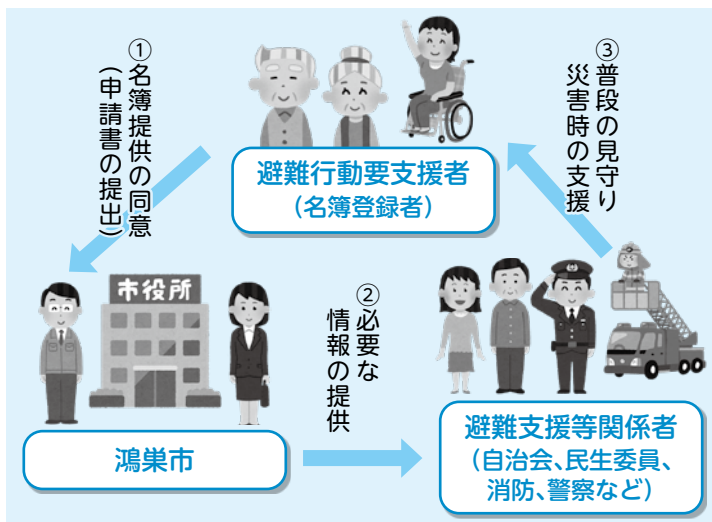 ①名簿提供の同意
(申請書の提出)
③普段の見守り
災害時の支援
避難行動要支援者
(名簿登録者)
市役所
②必要な
情報の提供
鴻巣市
避難支援等関係者
(自治会、民生委員、
消防、警察など)